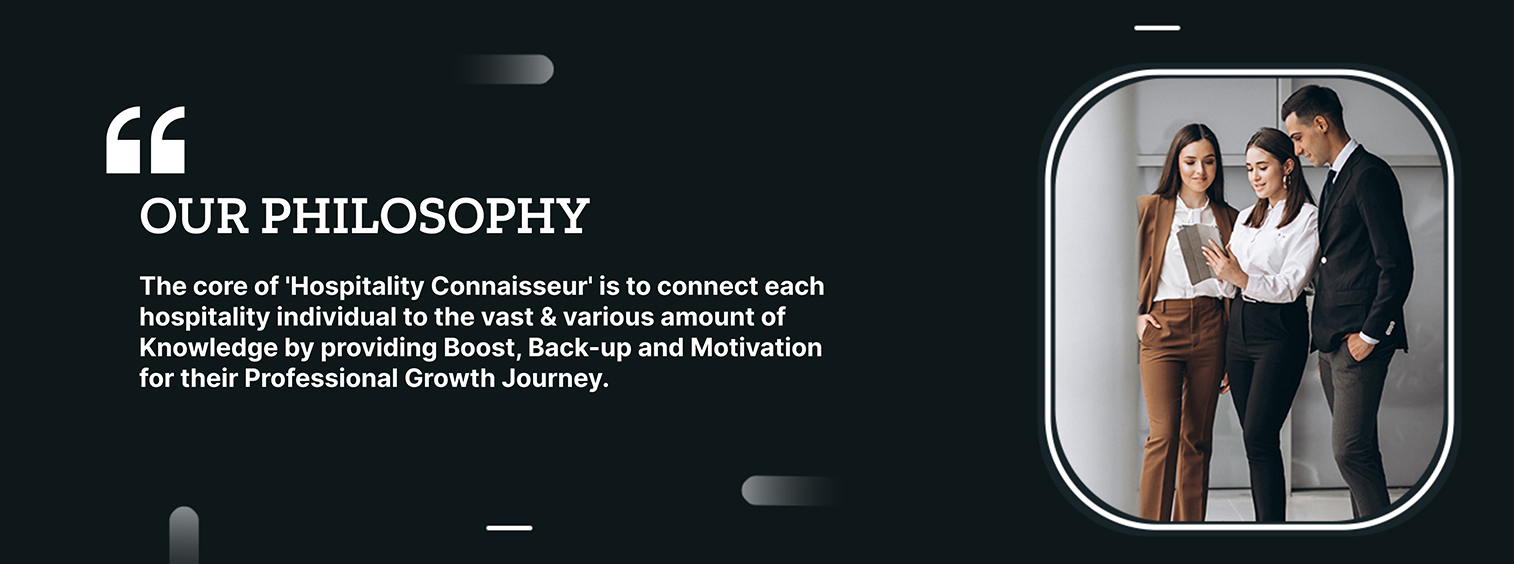 OUR PHILOSOPHY
The core of 'Hospitality Connaisseur' is to connect each
hospitality individual to the vast & various amount of
Knowledge by providing Boost, Back-up and Motivation
for their Professional Growth Journey.